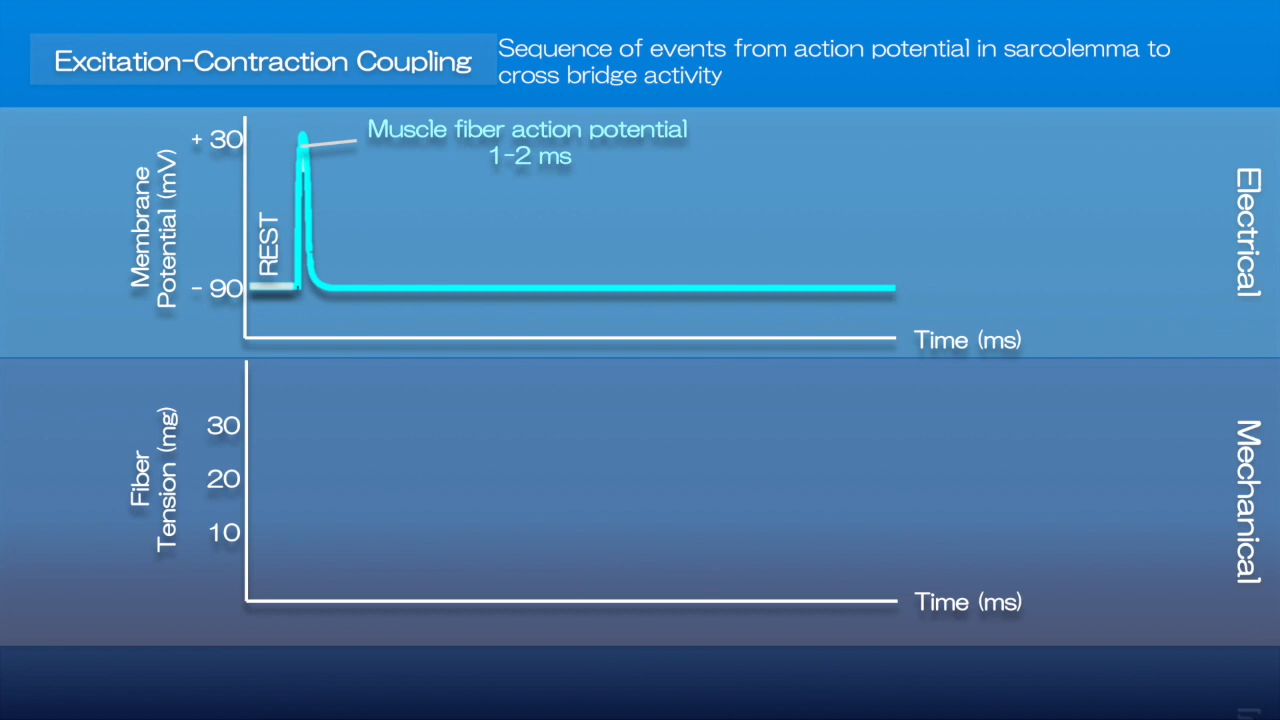 Excitation-Contraction Coupling
Sequence of events from action potential in sarcolemma to
cross bridge activity
+ 30
Muscle fiber action potential
1-2 ms
Membrane
Potential (mV)
REST
- 90
Time (ms)
Electrical
Fiber
Tension (mg)
30
20
10
Time (ms)
Mechanical